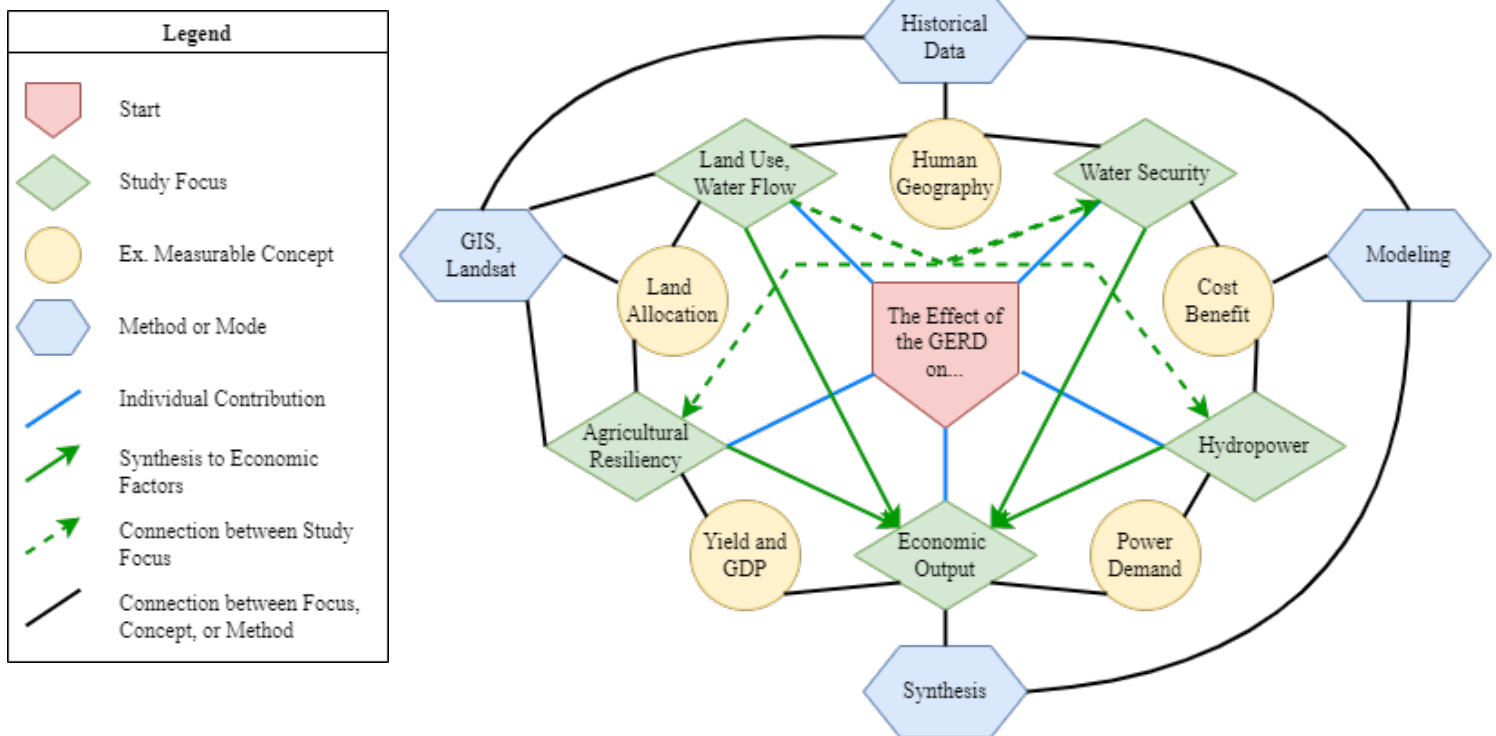 Legend
Start
Study Focus
Ex. Measurable Concept
Method or Mode
Individual Contribution
Synthesis to Economic
Factors
Connection between Study
Focus
Connection between Focus,
Concept, or Method
Historical
Data
Land Use,
Water Flow
Human
Geography
Water Security
GIS,
Landsat
Modeling
Land
Allocation
Cost
Benefit
The Effect of
the GERD
on...
Agricultural
Resiliency
Hydropower
Yield and
GDP
Economic
Output
Power
Demand
Synthesis